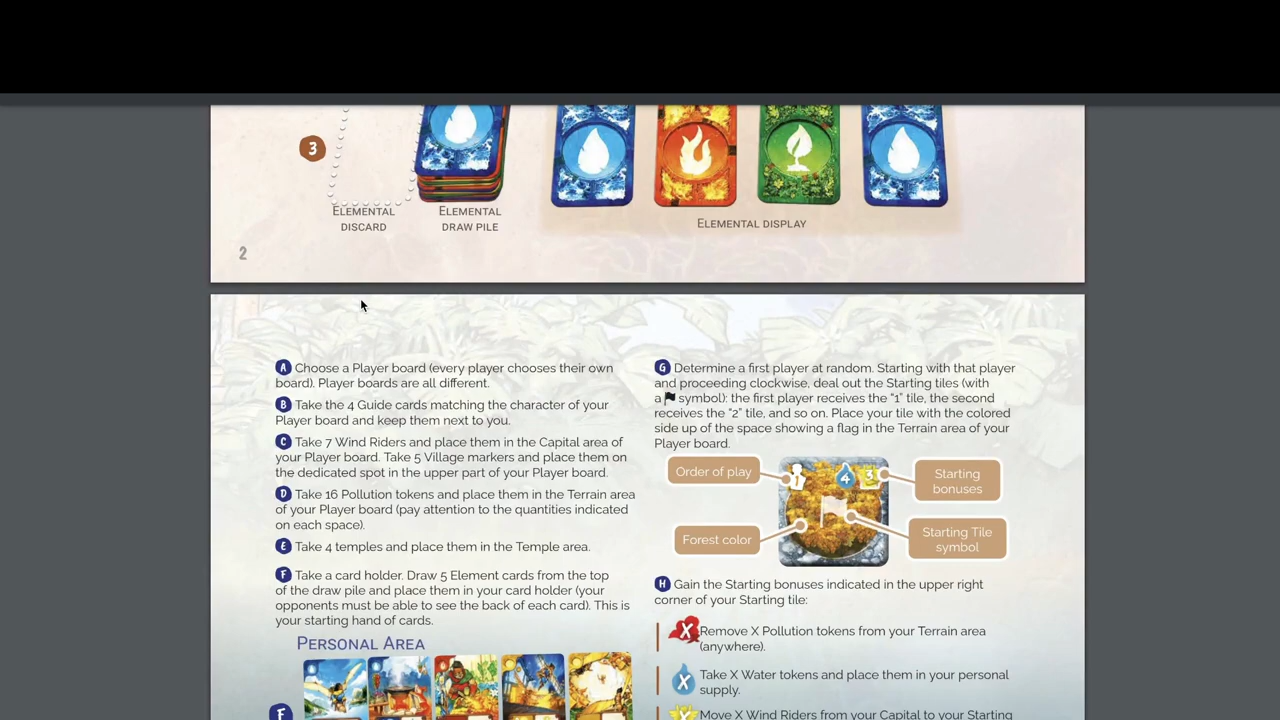 3
ELEMENTAL
DISCARD
ELEMENTAL
DRAW PILE
ELEMENTAL DISPLAY
2
A Choose a Player board (every player chooses their own
board). Player boards are all different.
B Take the 4 Guide cards matching the character of your
Player board and keep them next to you.
C Take 7 Wind Riders and place them in the Capital area of
your Player board. Take 5 Village markers and place them on
the dedicated spot in the upper part of your Player board.
D Take 16 Pollution tokens and place them in the Terrain area
of your Player board (pay attention to the quantities indicated
on each space).
E Take 4 temples and place them in the Temple area.
F Take a card holder. Draw 5 Element cards from the top
of the draw pile and place them in your card holder (your
opponents must be able to see the back of each card). This is
your starting hand of cards.
PERSONAL AREA
F
G Determine a first player at random. Starting with that player
and proceeding clockwise, deal out the Starting tiles (with
a symbol): the first player receives the "1" tile, the second
receives the "2" tile, and so on. Place your tile with the colored
side up of the space showing a flag in the Terrain area of your
Player board.
Order of play
1
4
3
Starting
bonuses
Forest color
Starting Tile
symbol
H Gain the Starting bonuses indicated in the upper right
corner of your Starting tile:
X Remove X Pollution tokens from your Terrain area
(anywhere).
X Take X Water tokens and place them in your personal
supply.
X Move X Wind Riders from your Capital to your Starting